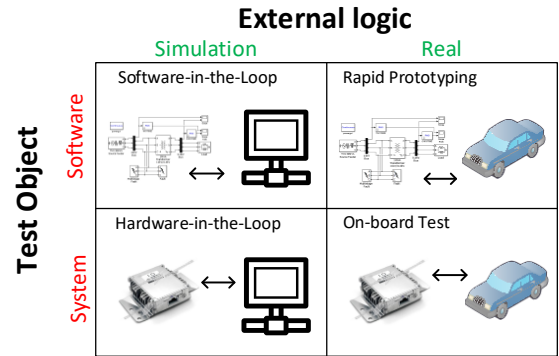 External logic
Simulation Real
Test Object
Software
Software-in-the-Loop
Rapid Prototyping
System
Hardware-in-the-Loop
On-board Test